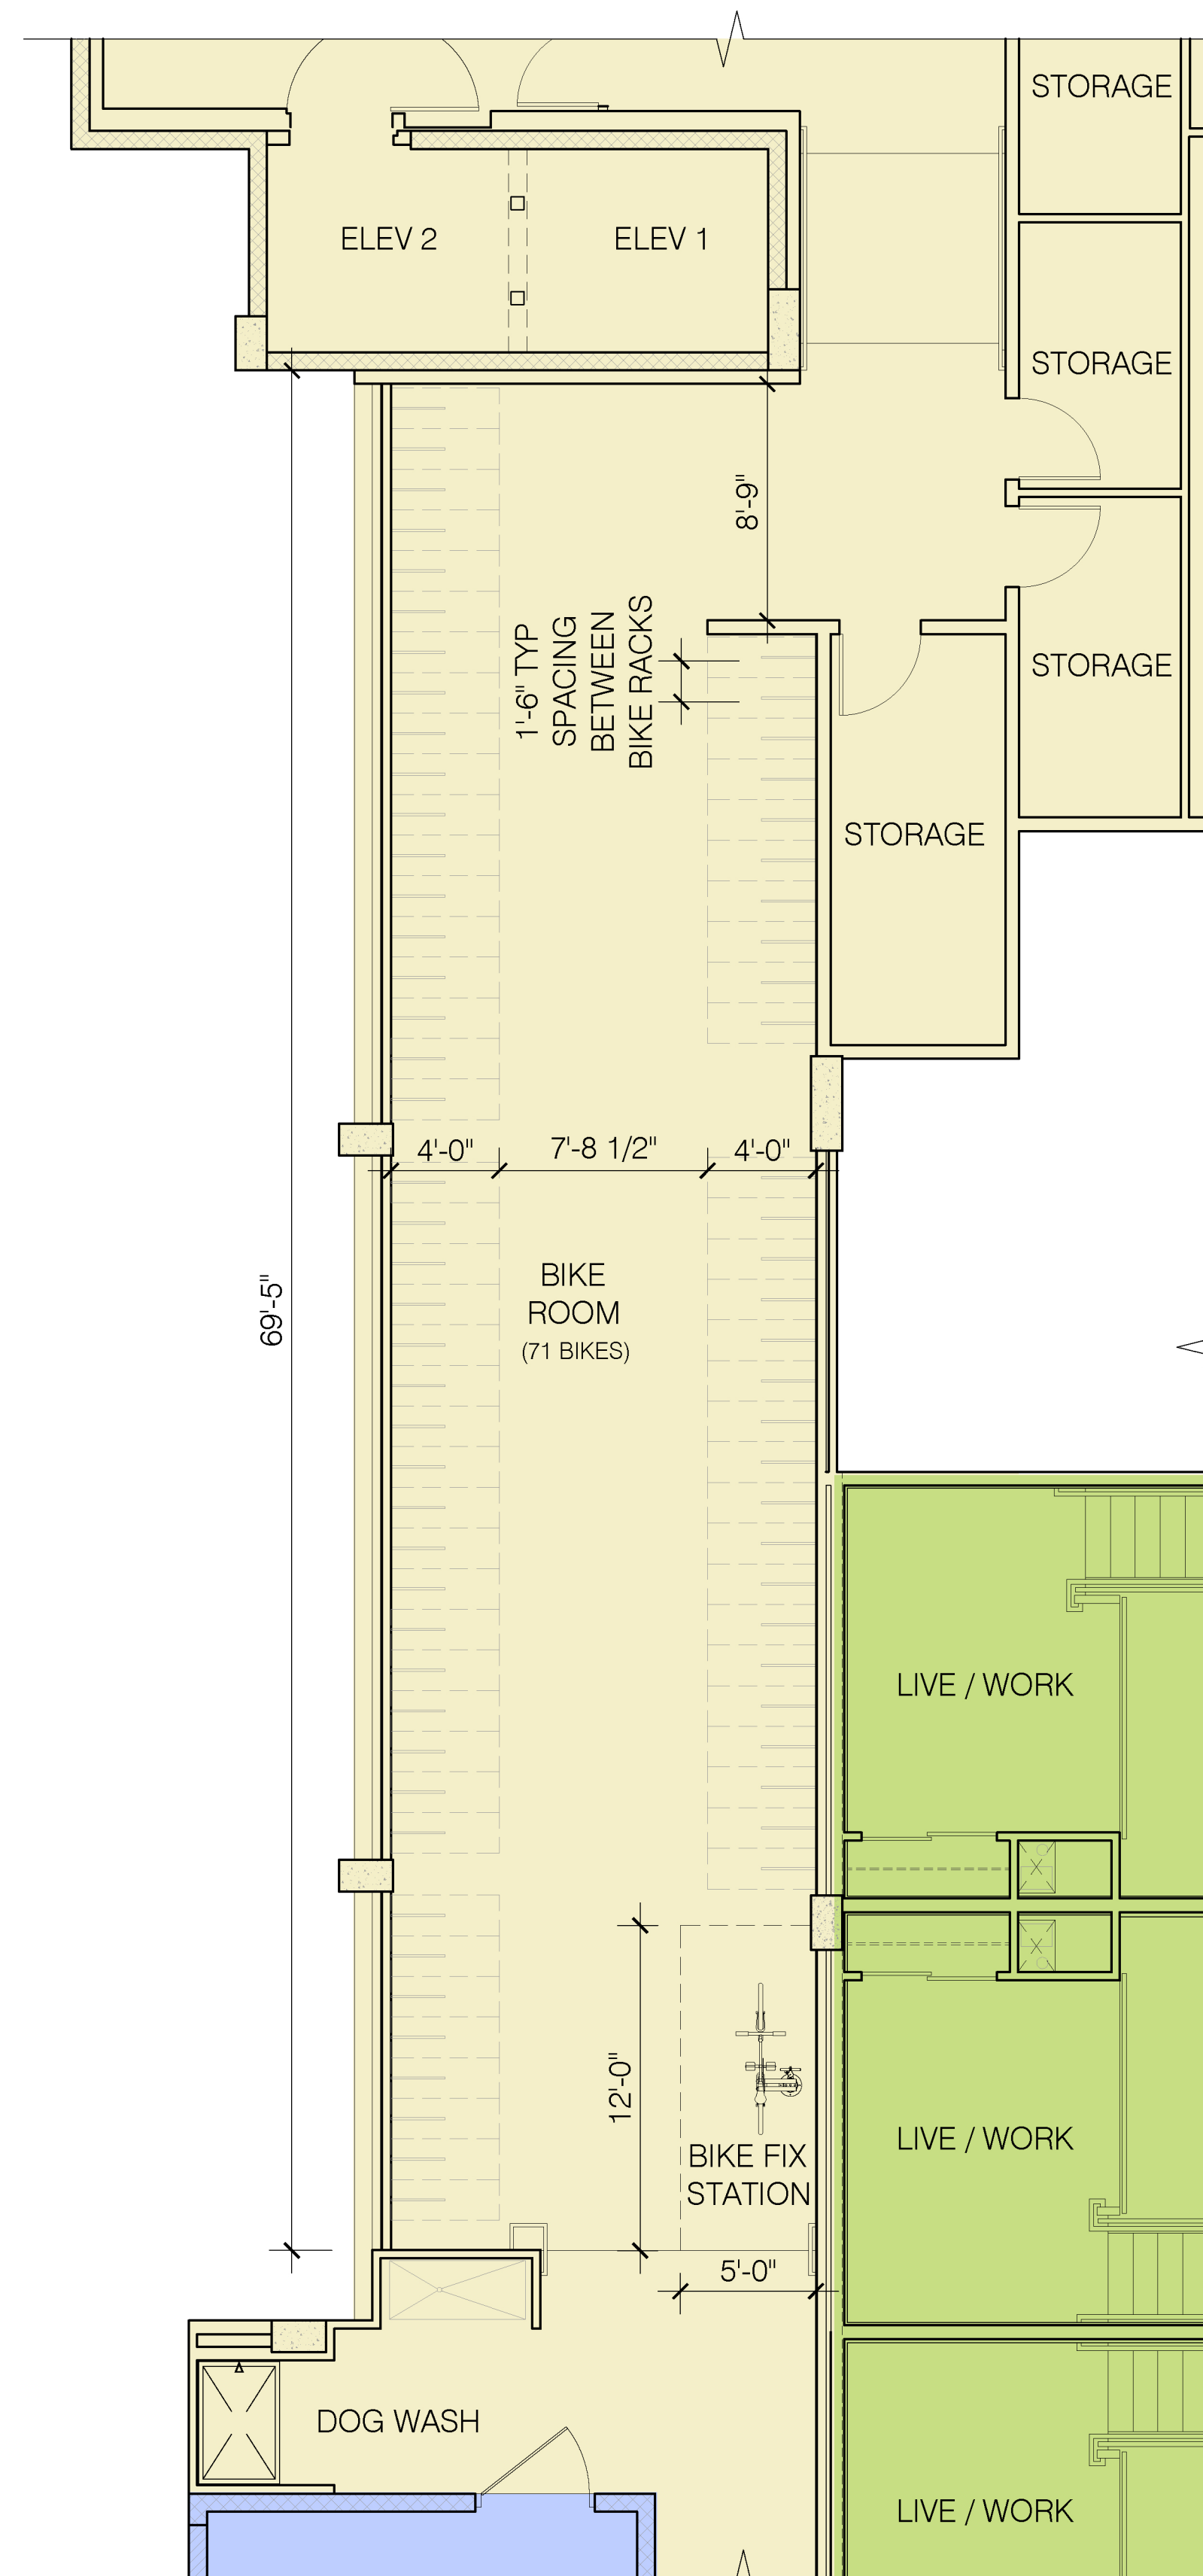 STORAGE
ELEV 2
ELEV 1
STORAGE
8'-9"
1'-6" TYP
SPACING
BETWEEN
BIKE RACKS
STORAGE
STORAGE
4'-0"
7'-8 1/2"
4'-0"
BIKE
ROOM
(71 BIKES)
69'-5"
LIVE / WORK
12'-0"
LIVE / WORK
BIKE FIX
STATION
5'-0"
DOG WASH
LIVE / WORK